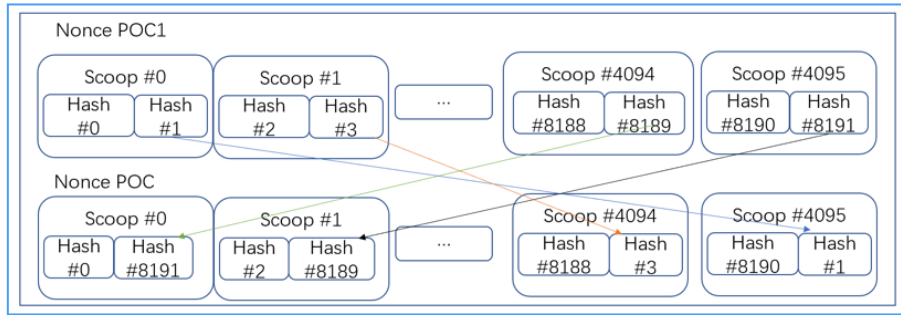 Nonce POC1
Scoop #0 Scoop #1 Scoop #4094 Scoop #4095
Hash Hash Hash Hash ... Hash Hash Hash Hash
#0 #1 #2 #3 #8188 #8189 #8190 #8191
Nonce POC
Scoop #0 Scoop #1 Scoop #4094 Scoop #4095
Hash Hash Hash Hash ... Hash Hash Hash Hash
#0 #8191 #2 #8189 #8188 #3 #8190 #1